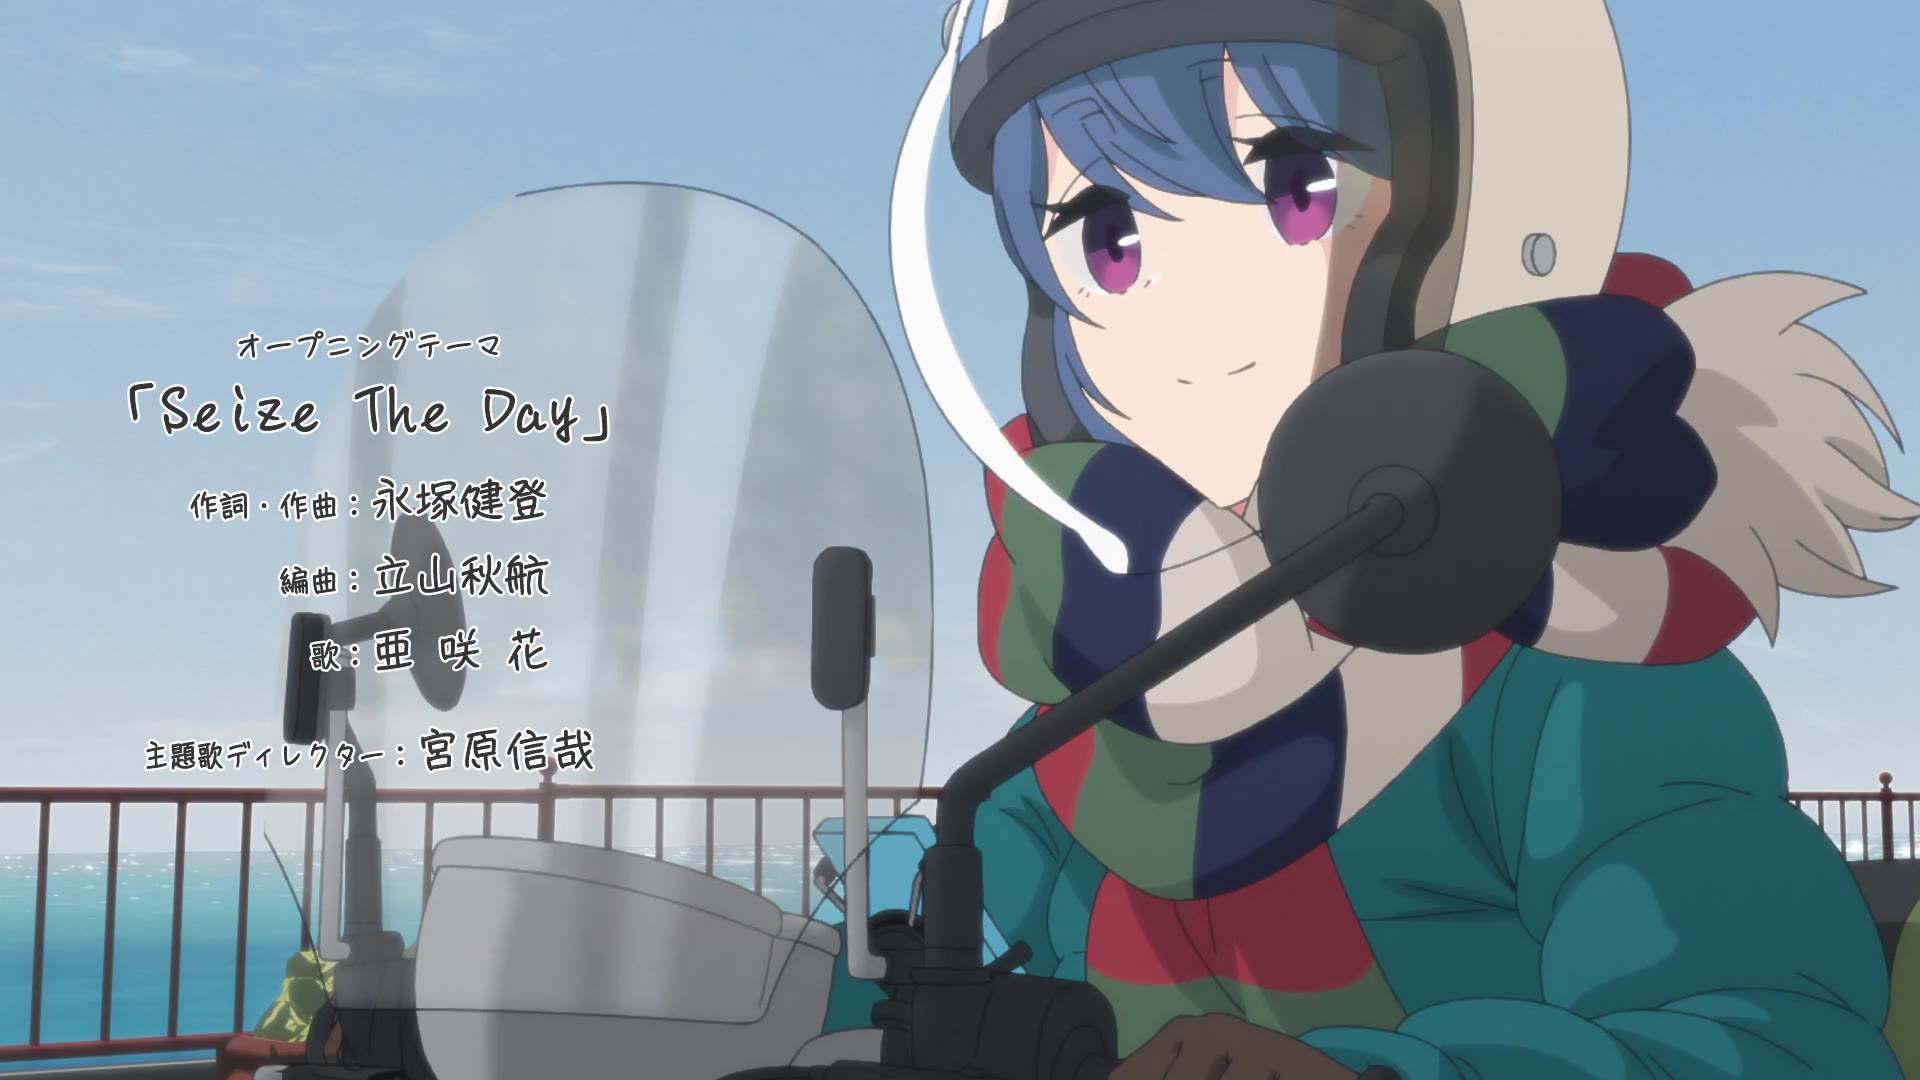 オープニングテーマ
「Seize The Day」
作詞・作曲：永塚健登
編曲：立山秋航
歌：亜咲花
主題歌ディレクター：宮原信哉